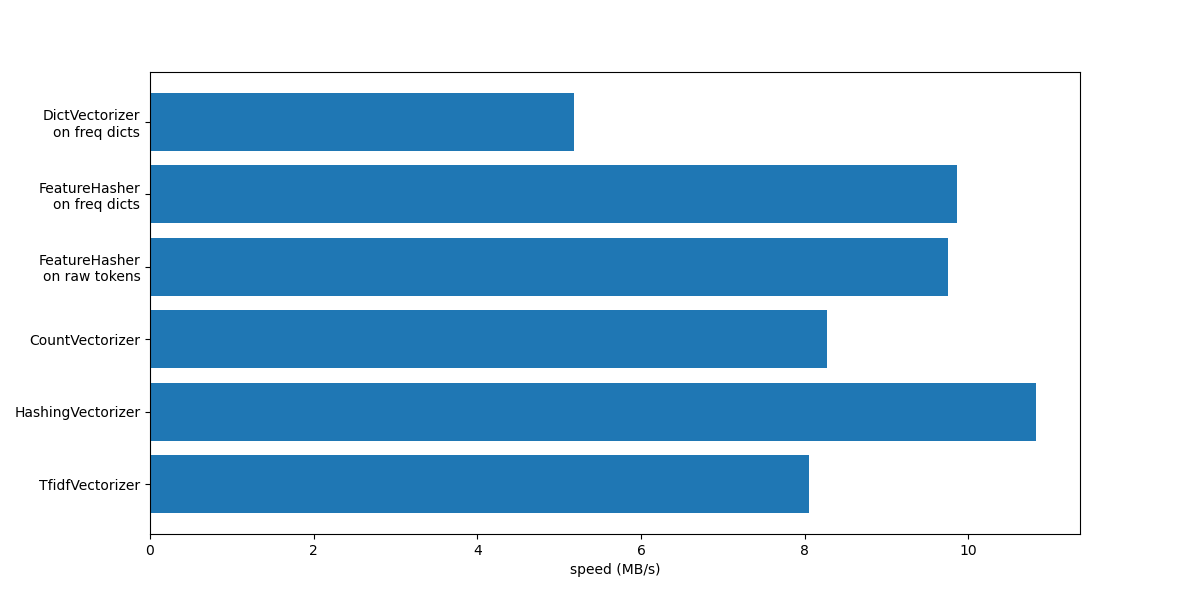 DictVectorizer
on freq dicts
FeatureHasher
on freq dicts
FeatureHasher
on raw tokens
CountVectorizer
HashingVectorizer
TfidfVectorizer
0 2 4 6 8 10
speed (MB/s)